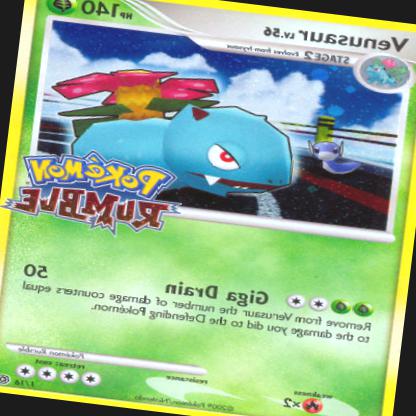 Venusaur LV.56 HP 140
STAGE2 Evolves from Ivysaur
POKéMON
RUMBLE
Giga Drain 50
Remove from Venusaur the number of damage counters equal
to the damage you did to the Defending Pokémon.
Pokémon Rumble
weakness resistance retreat cost
×2
©2009 Pokémon/Nintendo
1/16